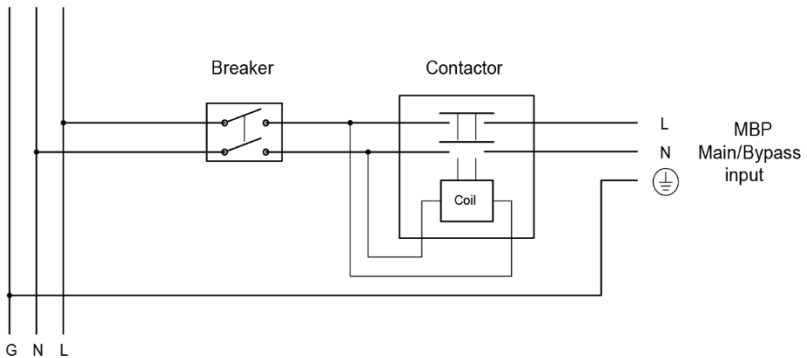 Breaker
Contactor
L
MBP
N
Main/Bypass
input
Coil
G N L